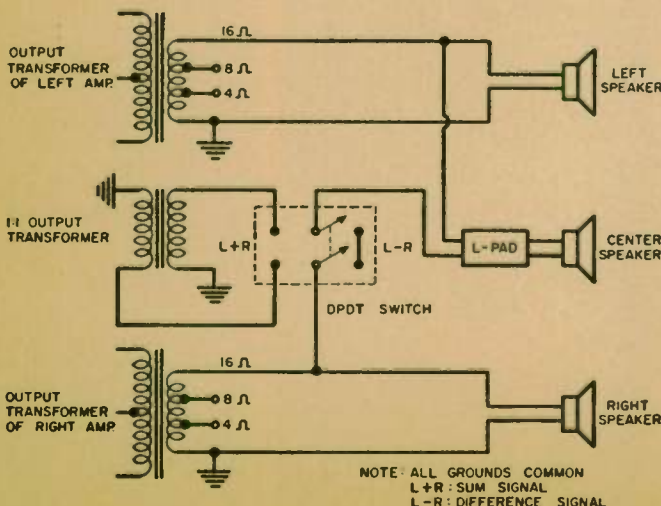 16 Ω
OUTPUT
TRANSFORMER
OF LEFT AMP.
8 Ω
4 Ω
LEFT
SPEAKER
1:1 OUTPUT
TRANSFORMER
L+R
L-R
L-PAD
CENTER
SPEAKER
DPDT SWITCH
16 Ω
OUTPUT
TRANSFORMER
OF RIGHT AMP.
8 Ω
4 Ω
RIGHT
SPEAKER
NOTE: ALL GROUNDS COMMON
L+R: SUM SIGNAL
L-R: DIFFERENCE SIGNAL